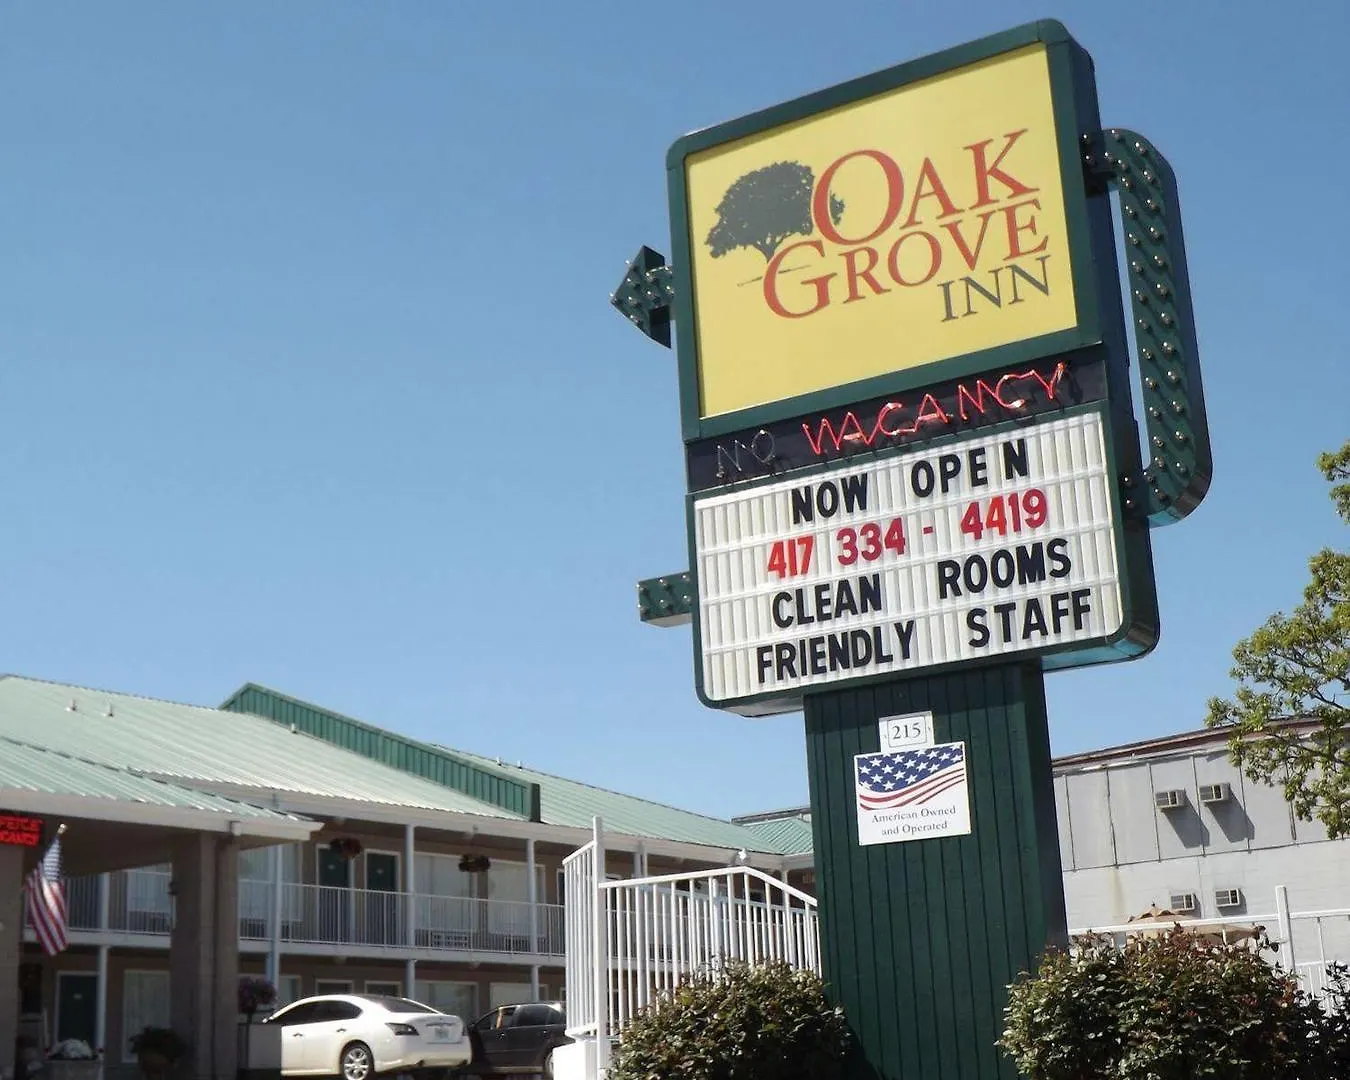 OAK
GROVE
INN
NO VACANCY
NOW OPEN
417 334 - 4419
CLEAN ROOMS
FRIENDLY STAFF
215
American Owned
and Operated